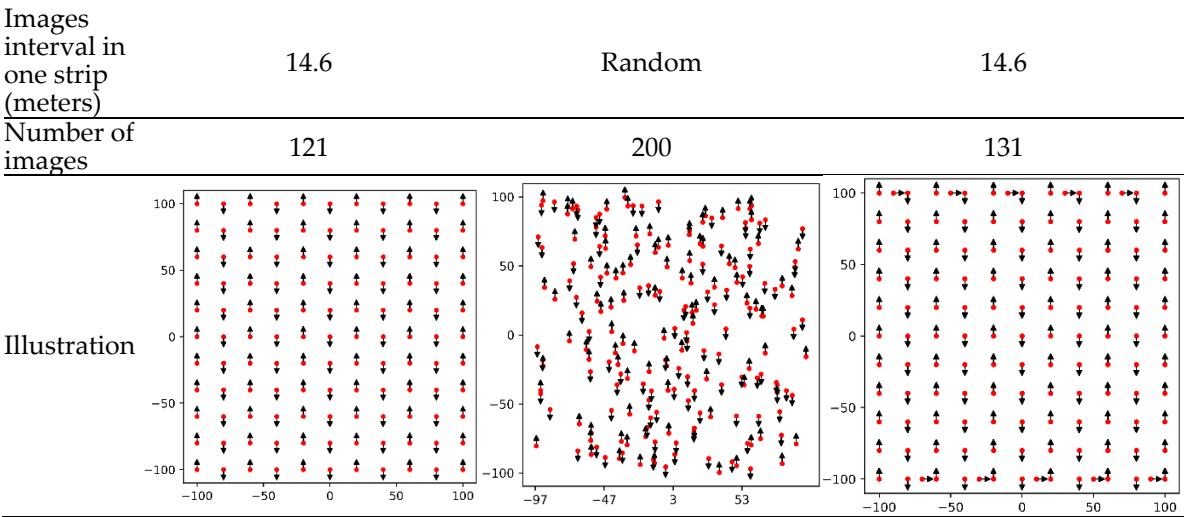 Images
interval in
one strip
(meters)
14.6 Random 14.6
Number of
images
121 200 131
Illustration
100
50
0
−50
−100
−100 −50 0 50 100
100
50
0
−50
−100
−97 −47 3 53
100
50
0
−50
−100
−100 −50 0 50 100